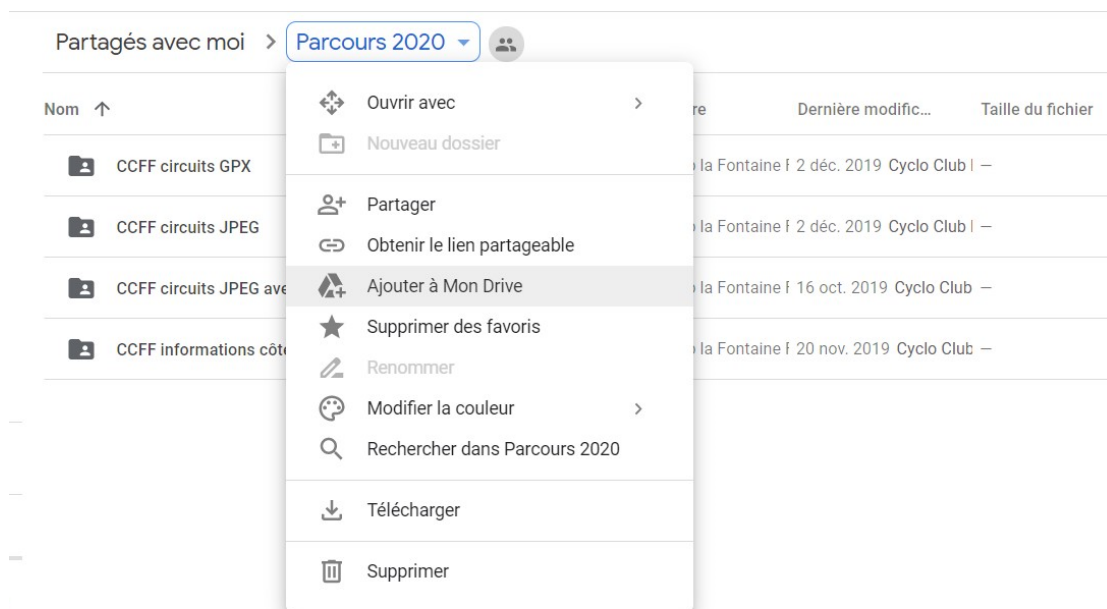 Partagés avec moi > Parcours 2020
Nom Dernière modific... Taille du fichier
Ouvrir avec
Nouveau dossier
CCFF circuits GPX la Fontaine 2 déc. 2019 Cyclo Club —
Partager
CCFF circuits JPEG la Fontaine 2 déc. 2019 Cyclo Club —
Obtenir le lien partageable
Ajouter à Mon Drive
CCFF circuits JPEG la Fontaine 16 oct. 2019 Cyclo Club —
Supprimer des favoris
CCFF informations la Fontaine 20 nov. 2019 Cyclo Club —
Renommer
Modifier la couleur
Rechercher dans Parcours 2020
Télécharger
Supprimer